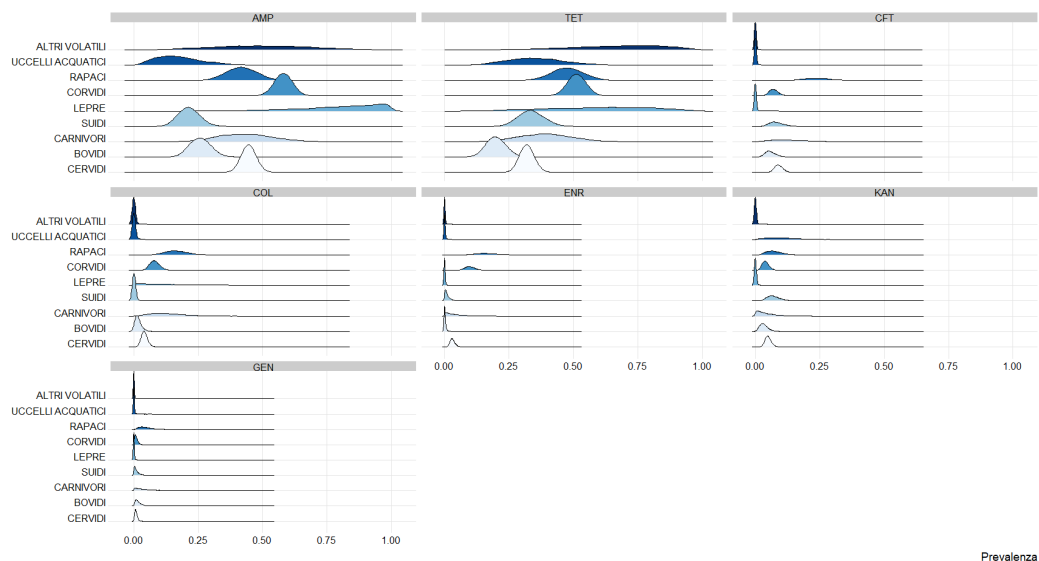 AMP TET CFT
ALTRI VOLATILI
UCCELLI ACQUATICI
RAPACI
CORVIDI
LEPRE
SUIDI
CARNIVORI
BOVIDI
CERVIDI
COL ENR KAN
ALTRI VOLATILI
UCCELLI ACQUATICI
RAPACI
CORVIDI
LEPRE
SUIDI
CARNIVORI
BOVIDI
CERVIDI
0.00 0.25 0.50 0.75 1.00 0.00 0.25 0.50 0.75 1.00
GEN
ALTRI VOLATILI
UCCELLI ACQUATICI
RAPACI
CORVIDI
LEPRE
SUIDI
CARNIVORI
BOVIDI
CERVIDI
0.00 0.25 0.50 0.75 1.00
Prevalenza